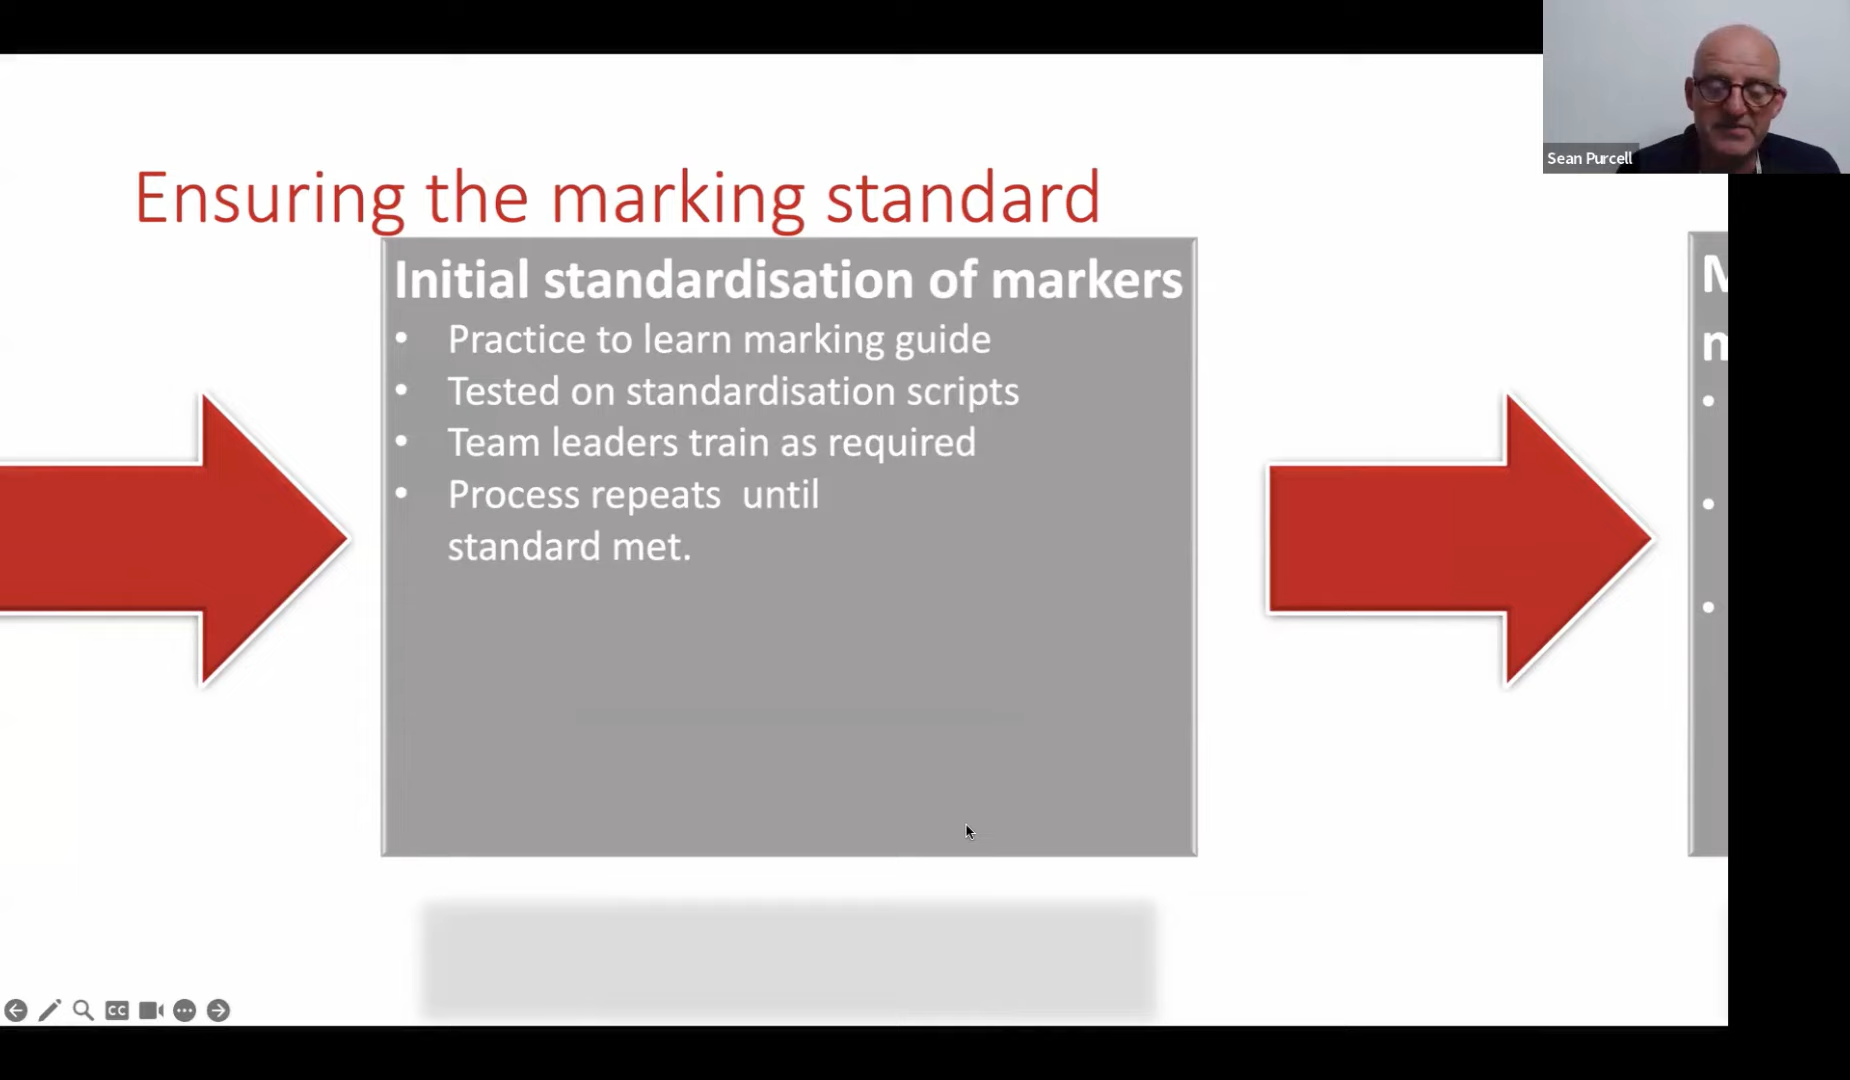 Sean Purcell
Ensuring the marking standard
Initial standardisation of markers
• Practice to learn marking guide
• Tested on standardisation scripts
• Team leaders train as required
• Process repeats until
standard met.
CC